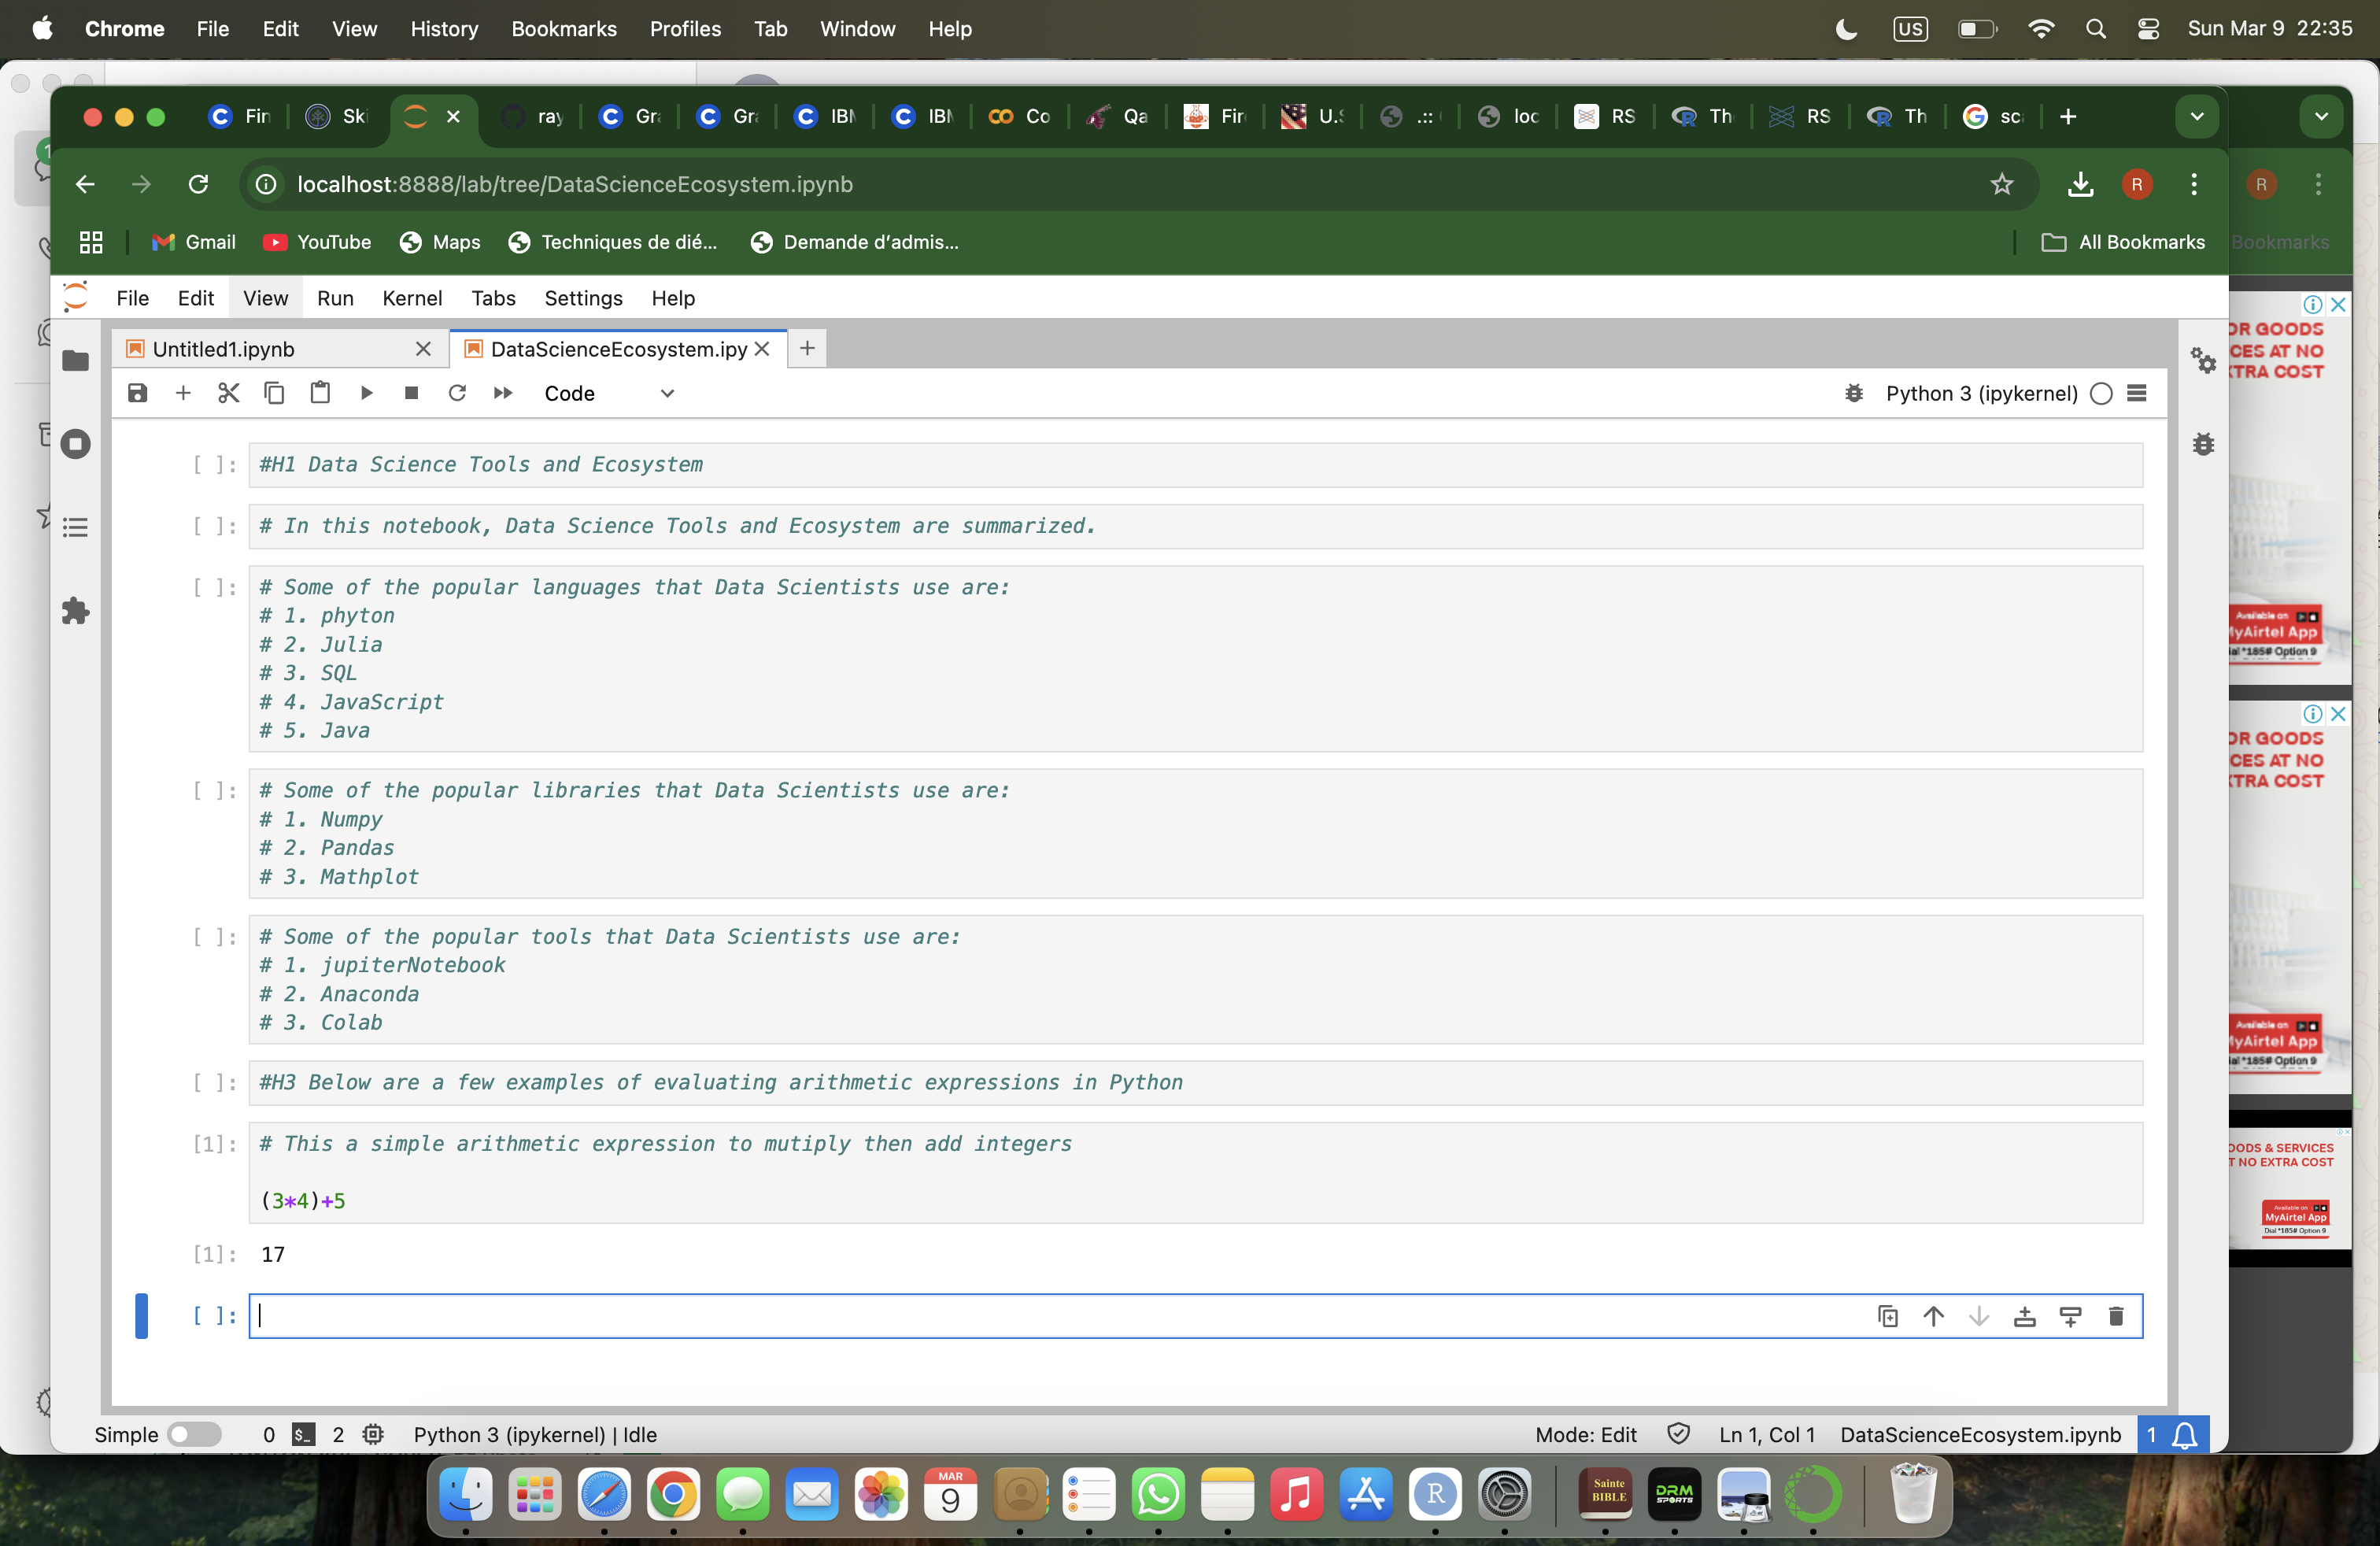 Chrome File Edit View History Bookmarks Profiles Tab Window Help US Sun Mar 9 22:35
Fin Ski ray Gra Gra IBM IBM Co Qa Fir U.S .:: loc RS Th RS Th sca
localhost:8888/lab/tree/DataScienceEcosystem.ipynb R R
Gmail YouTube Maps Techniques de dié... Demande d'admis... All Bookmarks Bookmarks
File Edit View Run Kernel Tabs Settings Help
Untitled1.ipynb DataScienceEcosystem.ipy
Code Python 3 (ipykernel)
[ ]: #H1 Data Science Tools and Ecosystem
[ ]: # In this notebook, Data Science Tools and Ecosystem are summarized.
[ ]: # Some of the popular languages that Data Scientists use are:
# 1. phyton
# 2. Julia
# 3. SQL
# 4. JavaScript
# 5. Java
[ ]: # Some of the popular libraries that Data Scientists use are:
# 1. Numpy
# 2. Pandas
# 3. Mathplot
[ ]: # Some of the popular tools that Data Scientists use are:
# 1. jupiterNotebook
# 2. Anaconda
# 3. Colab
[ ]: #H3 Below are a few examples of evaluating arithmetic expressions in Python
[1]: # This a simple arithmetic expression to mutiply then add integers
(3*4)+5
[1]: 17
[ ]:
Simple 0 $_ 2 Python 3 (ipykernel) | Idle Mode: Edit Ln 1, Col 1 DataScienceEcosystem.ipynb 1
OR GOODS
CES AT NO
XTRA COST
Available on
MyAirtel App
Dial *185# Option 9
OR GOODS
CES AT NO
XTRA COST
Available on
MyAirtel App
Dial *185# Option 9
OODS & SERVICES
T NO EXTRA COST
Available on
MyAirtel App
Dial *185# Option 9
MAR
9
R
Sainte
BIBLE
DRM
SPORTS